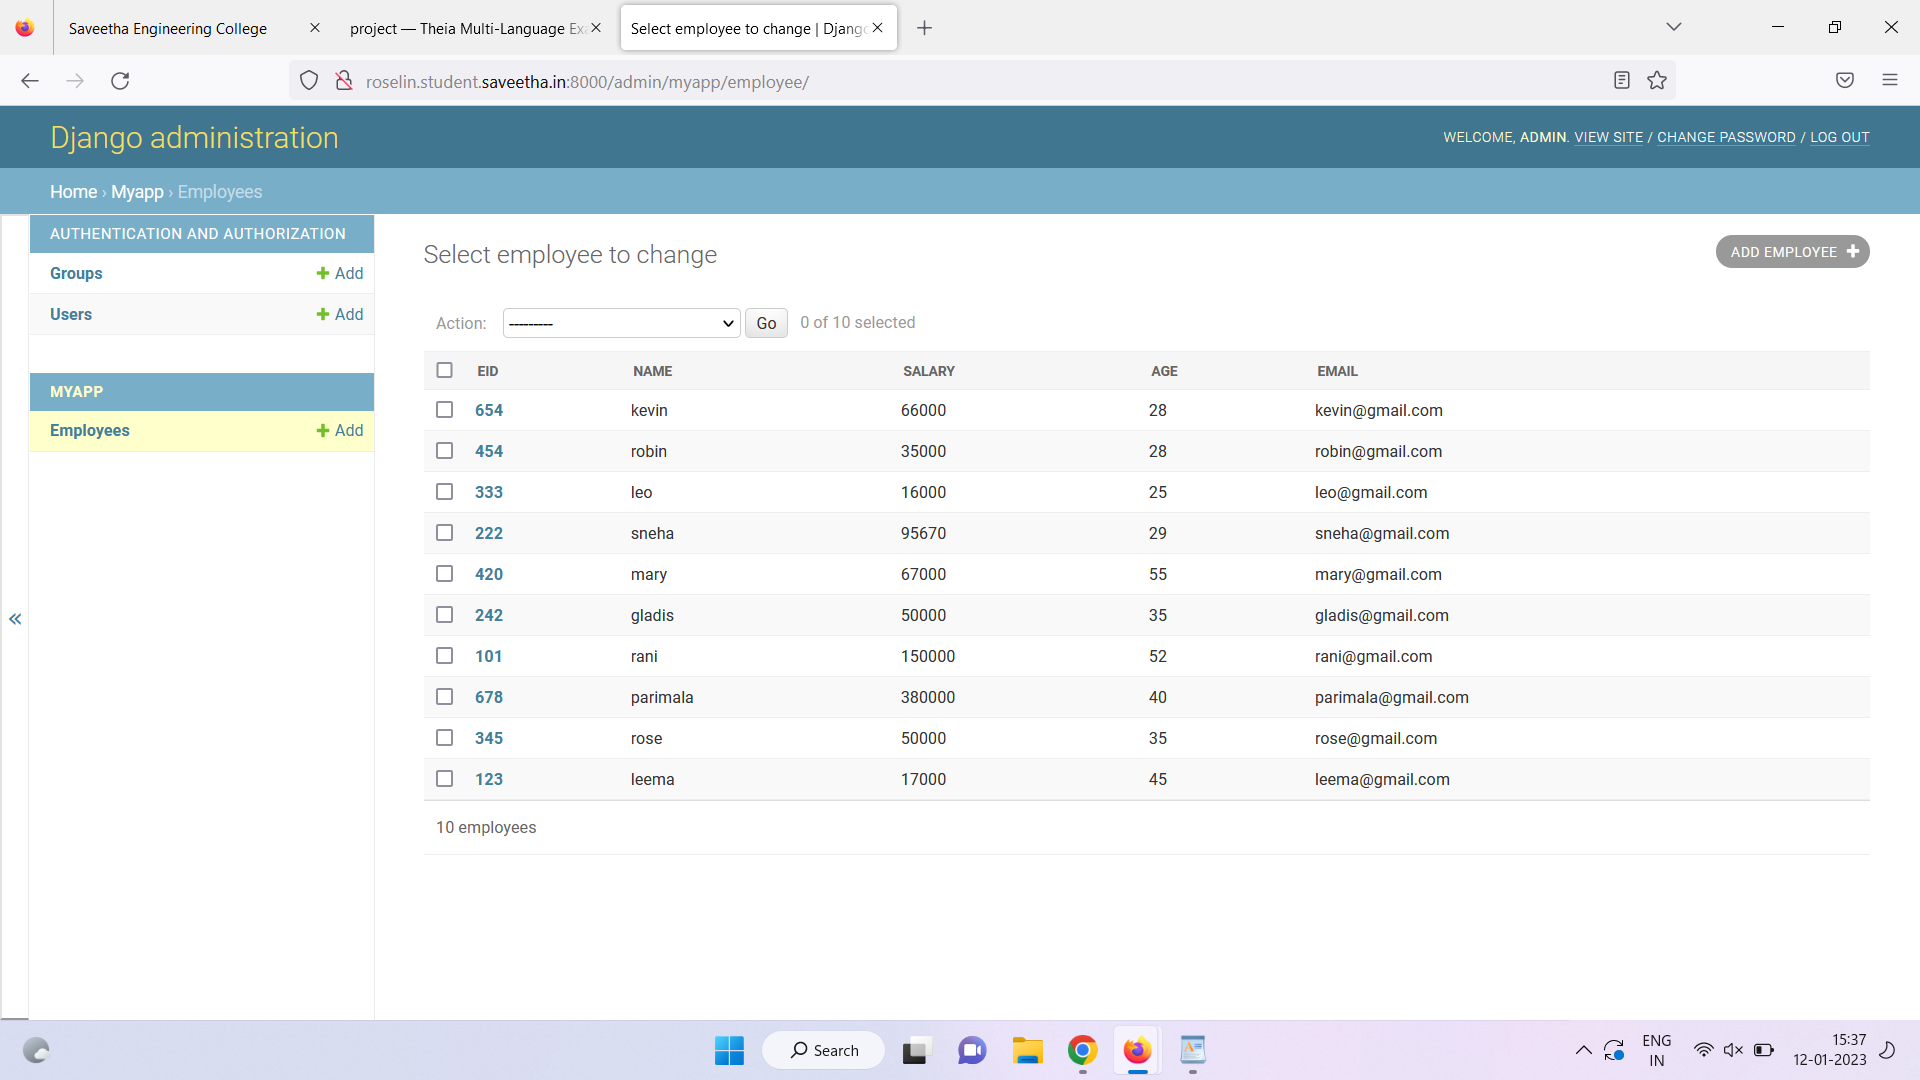 Saveetha Engineering College
project — Theia Multi-Language Ex
Select employee to change | Djang
roselin.student.saveetha.in:8000/admin/myapp/employee/
Django administration
WELCOME, ADMIN. VIEW SITE / CHANGE PASSWORD / LOG OUT
Home › Myapp › Employees
AUTHENTICATION AND AUTHORIZATION
Groups Add
Users Add
MYAPP
Employees Add
Select employee to change
ADD EMPLOYEE
Action: --------- Go 0 of 10 selected
EID NAME SALARY AGE EMAIL
654 kevin 66000 28 kevin@gmail.com
454 robin 35000 28 robin@gmail.com
333 leo 16000 25 leo@gmail.com
222 sneha 95670 29 sneha@gmail.com
420 mary 67000 55 mary@gmail.com
242 gladis 50000 35 gladis@gmail.com
101 rani 150000 52 rani@gmail.com
678 parimala 380000 40 parimala@gmail.com
345 rose 50000 35 rose@gmail.com
123 leema 17000 45 leema@gmail.com
10 employees
Search
ENG
IN
15:37
12-01-2023